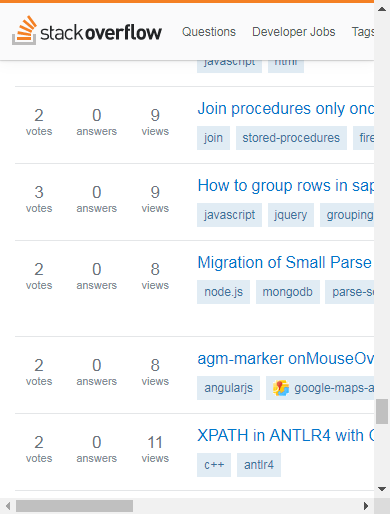 stackoverflow Questions Developer Jobs Tags
javascript html
2 0 9 Join procedures only onc
votes answers views
join stored-procedures fire
3 0 9 How to group rows in sap
votes answers views
javascript jquery grouping
2 0 8 Migration of Small Parse
votes answers views
node.js mongodb parse-se
2 0 8 agm-marker onMouseOv
votes answers views
angularjs google-maps-a
2 0 11 XPATH in ANTLR4 with
votes answers views
c++ antlr4